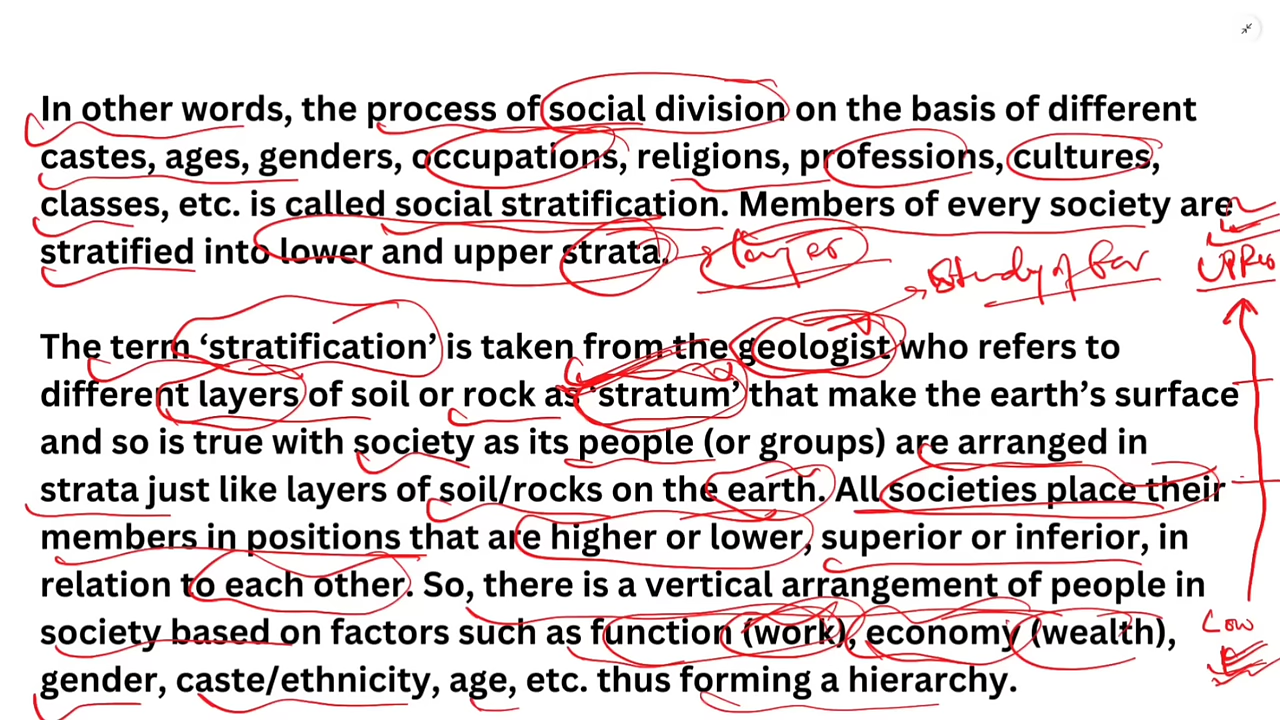 In other words, the process of social division on the basis of different
castes, ages, genders, occupations, religions, professions, cultures,
classes, etc. is called social stratification. Members of every society are
stratified into lower and upper strata.
layer
Study of
Upper
The term ‘stratification’ is taken from the geologist who refers to
different layers of soil or rock as ‘stratum’ that make the earth’s surface
and so is true with society as its people (or groups) are arranged in
strata just like layers of soil/rocks on the earth. All societies place their
members in positions that are higher or lower, superior or inferior, in
relation to each other. So, there is a vertical arrangement of people in
society based on factors such as function (work), economy (wealth),
Low
gender, caste/ethnicity, age, etc. thus forming a hierarchy.